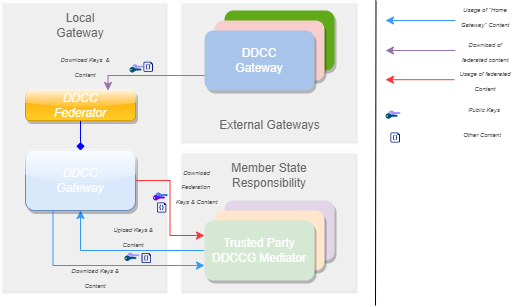 Local
Gateway
Download Keys &
Content
DDCC
Federator
DDCC
Gateway
External Gateways
DDCC
Gateway
Download
Federation
Keys & Content
Member State
Responsibility
Trusted Party
DDCCG Mediator
Upload Keys &
Content
Download Keys &
Content
Usage of "Home
Gateway" Content
Download of
federated content
Usage of federated
Content
Public Keys
Other Content